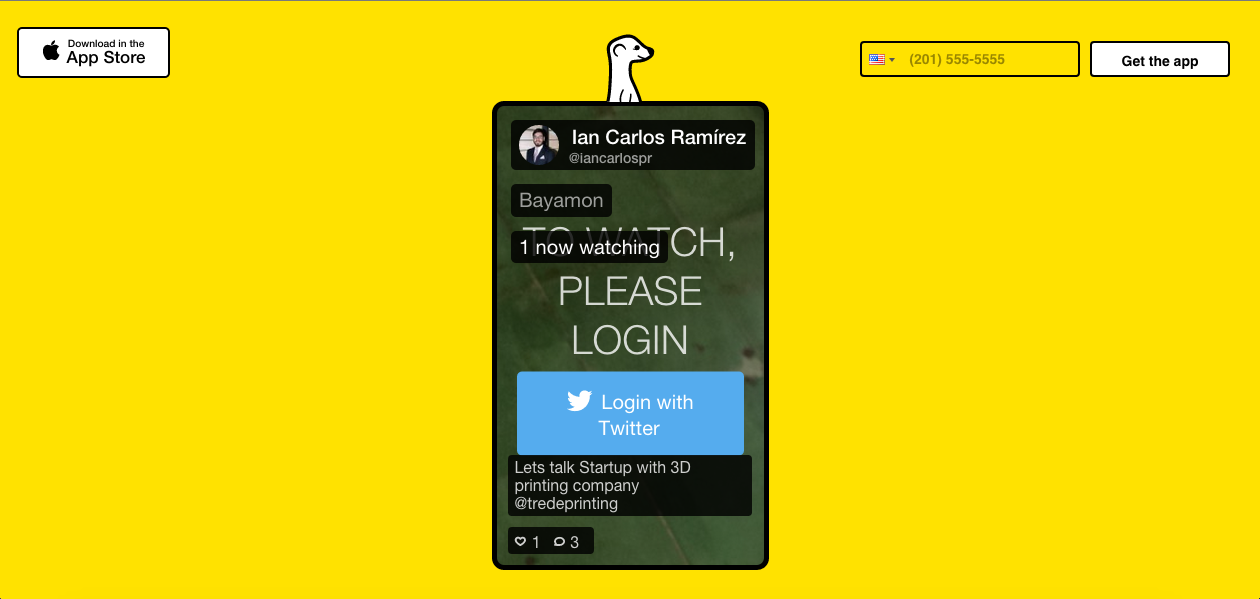 Download in the
App Store
(201) 555-5555
Get the app
Ian Carlos Ramírez
@iancarlospr
Bayamon
TO WATCH,
1 now watching
PLEASE
LOGIN
Login with
Twitter
Lets talk Startup with 3D
printing company
@tredeprinting
1 3